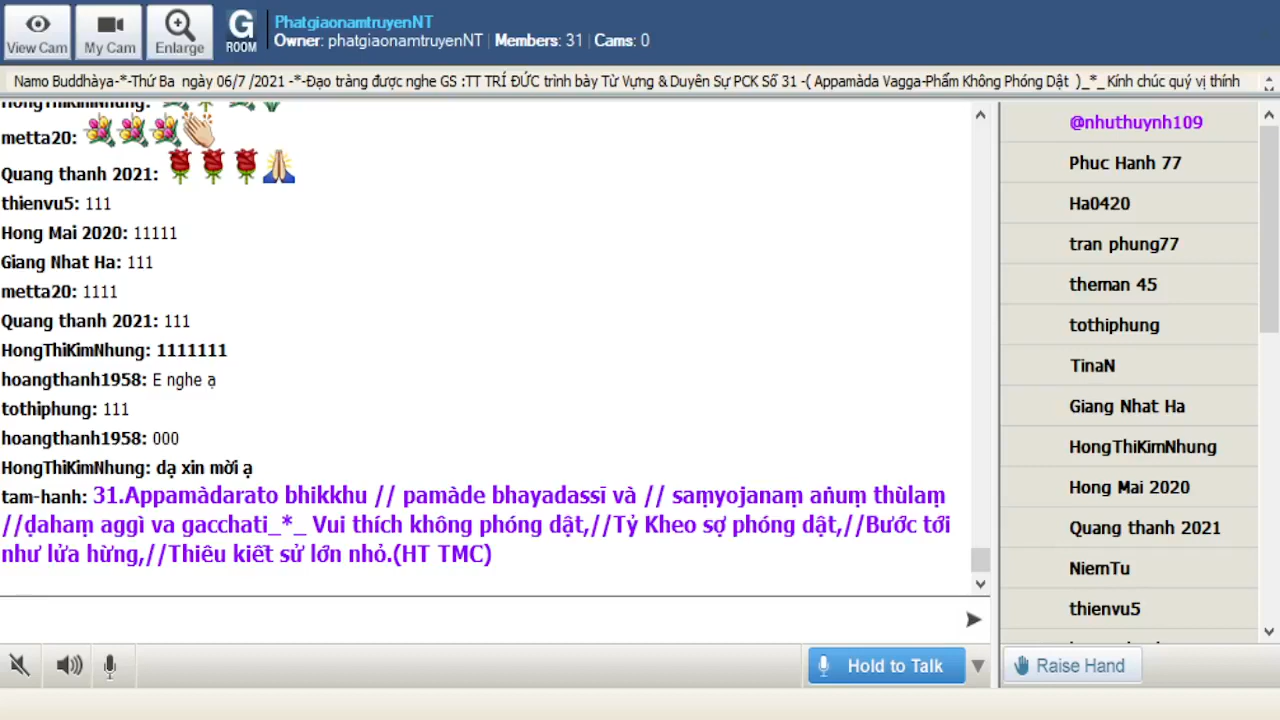 PhatgiaonamtruyenNT
View Cam My Cam Enlarge G ROOM Owner: phatgiaonamtruyenNT | Members: 31 | Cams: 0
Namo Buddhàya-*-Thứ Ba ngày 06/7 /2021 -*-Đạo tràng được nghe GS :TT TRÍ ĐỨC trình bày Từ Vựng & Duyên Sự PCK Số 31 -( Appamàda Vagga-Phẩm Không Phóng Dật )_*_ Kính chúc quý vị thính
HongThiKimNhung:
metta20:
Quang thanh 2021:
thienvu5: 111
Hong Mai 2020: 11111
Giang Nhat Ha: 111
metta20: 1111
Quang thanh 2021: 111
HongThiKimNhung: 1111111
hoangthanh1958: E nghe ạ
tothiphung: 111
hoangthanh1958: 000
HongThiKimNhung: dạ xin mời ạ
tam-hanh: 31.Appamàdarato bhikkhu // pamàde bhayadassī và // saṃyojanaṃ aṅuṃ thùlaṃ
//ḍahaṃ aggì va gacchati_*_ Vui thích không phóng dật,//Tỷ Kheo sợ phóng dật,//Bước tới
như lửa hừng,//Thiêu kiết sử lớn nhỏ.(HT TMC)
@nhuthuynh109
Phuc Hanh 77
Ha0420
tran phung77
theman 45
tothiphung
TinaN
Giang Nhat Ha
HongThiKimNhung
Hong Mai 2020
Quang thanh 2021
NiemTu
thienvu5
Hold to Talk
Raise Hand